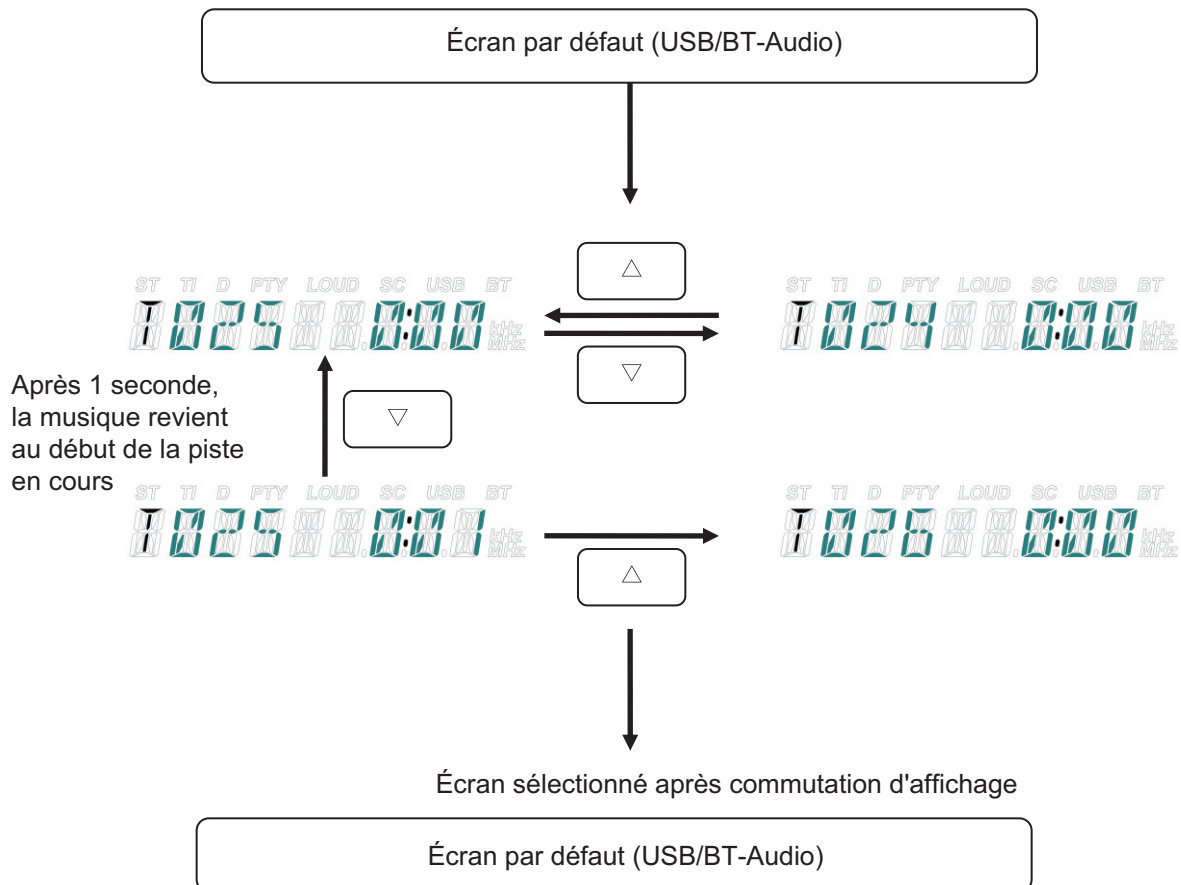 Écran par défaut (USB/BT-Audio)
△
ST TI D PTY LOUD SC USB BT
T025 0:00 kHz MHz
ST TI D PTY LOUD SC USB BT
T024 0:00 kHz MHz
▽
Après 1 seconde,
la musique revient
au début de la piste
en cours
▽
ST TI D PTY LOUD SC USB BT
T025 0:01 kHz MHz
ST TI D PTY LOUD SC USB BT
T026 0:00 kHz MHz
△
Écran sélectionné après commutation d'affichage
Écran par défaut (USB/BT-Audio)